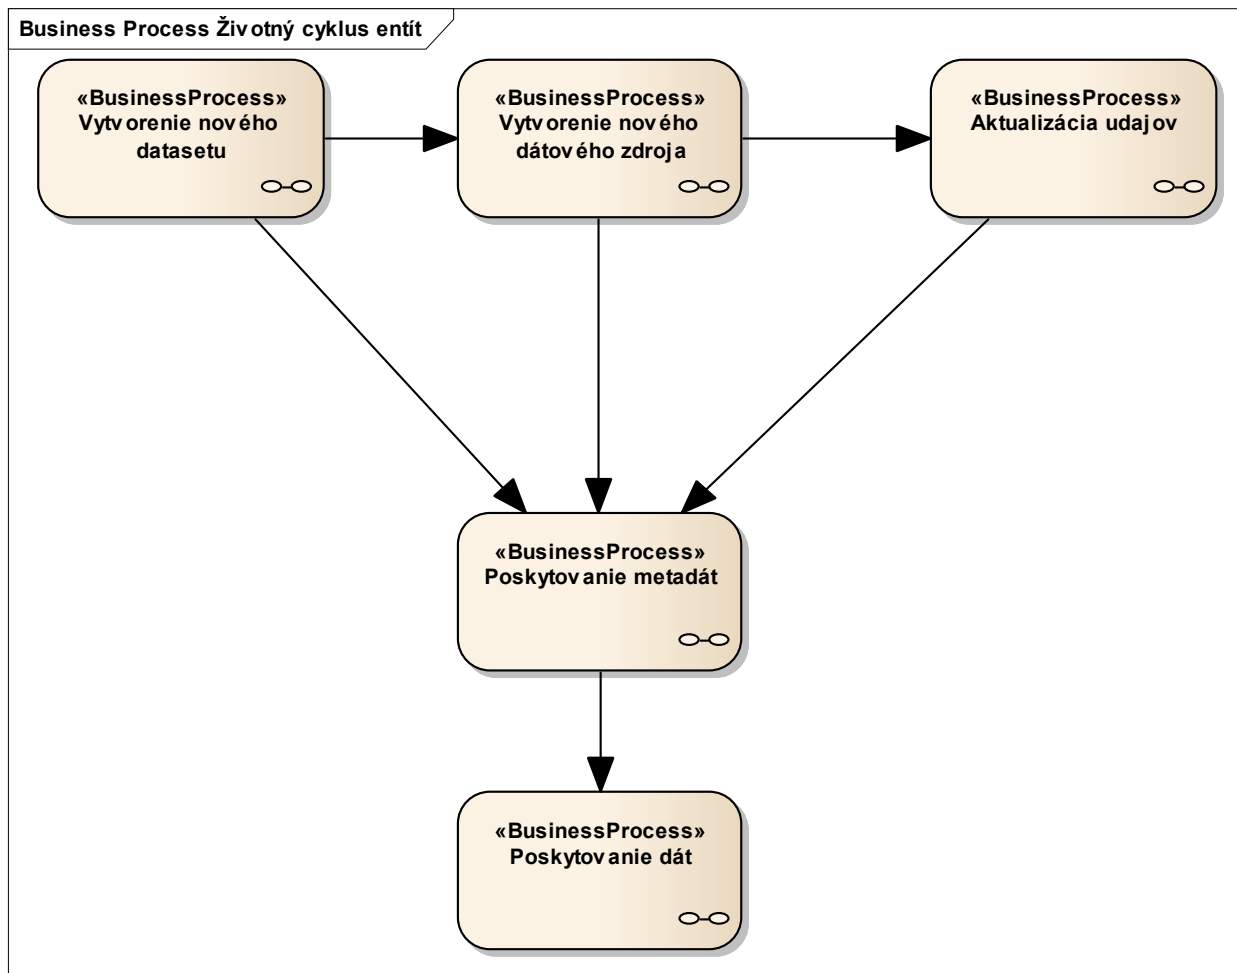 Business Process Životný cyklus entít
«BusinessProcess»
Vytvorenie nového
datasetu
«BusinessProcess»
Vytvorenie nového
dátového zdroja
«BusinessProcess»
Aktualizácia udajov
«BusinessProcess»
Poskytovanie metadát
«BusinessProcess»
Poskytovanie dát